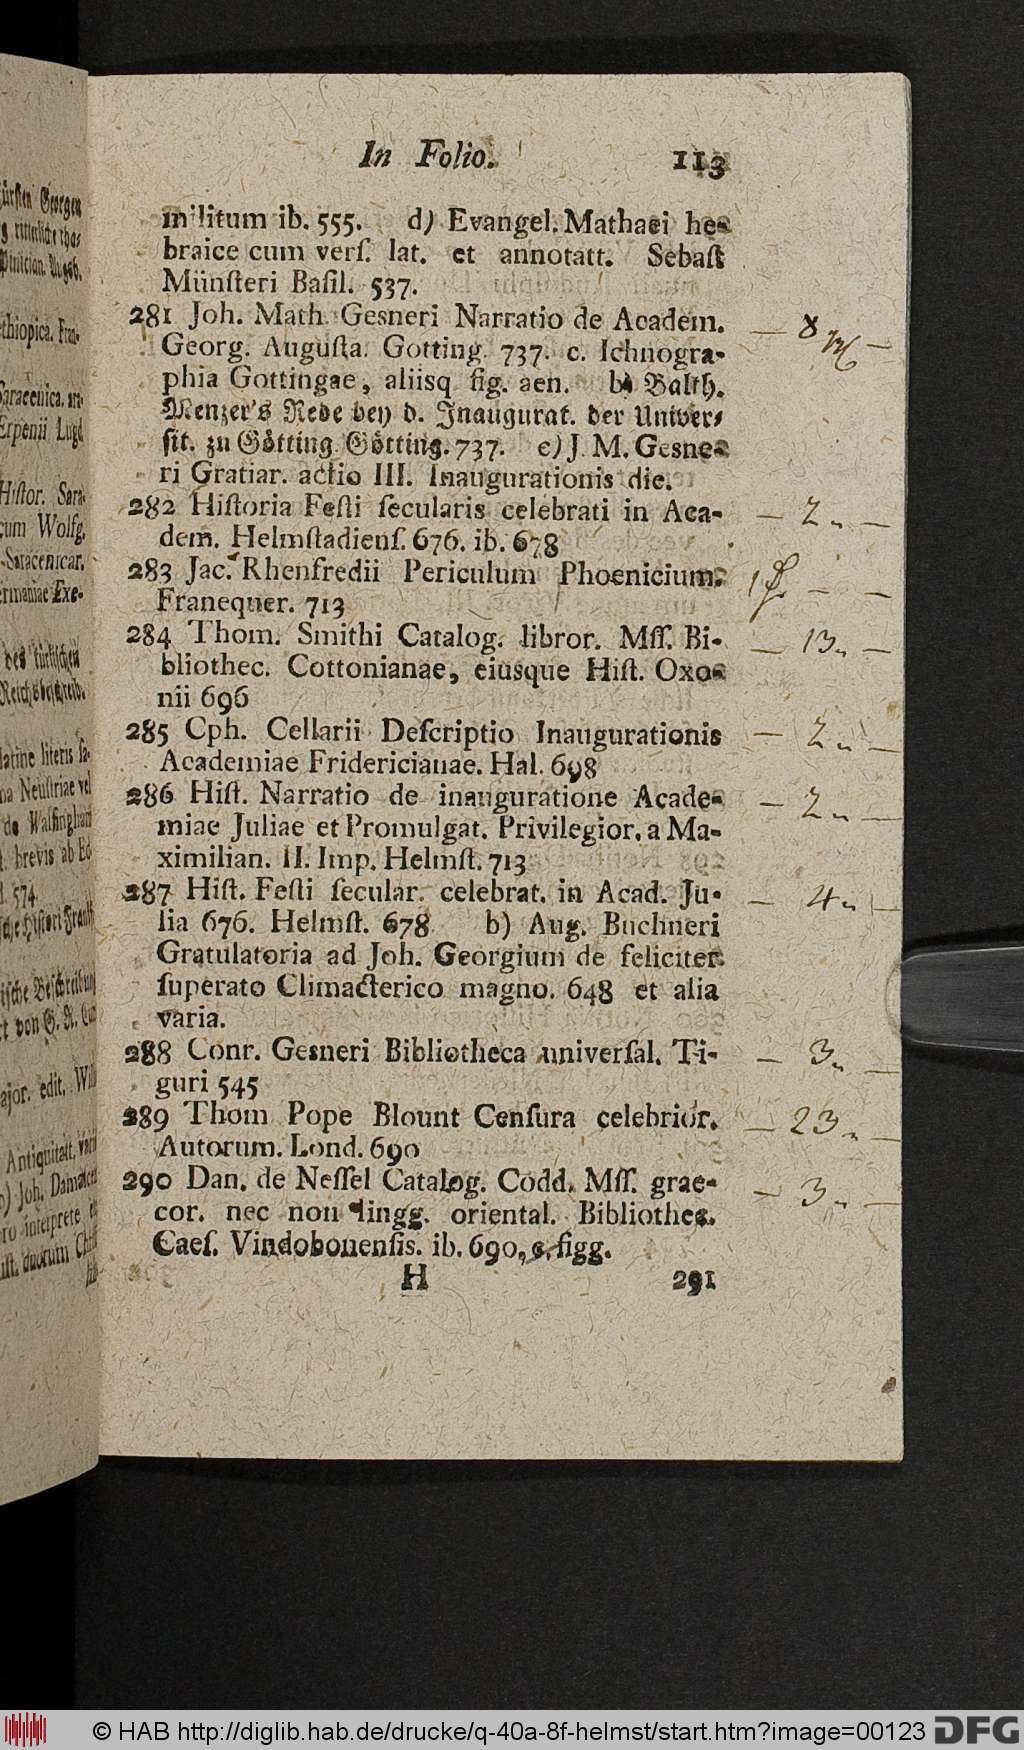 In Folio. 113
militum ib. 555. d) Evangel. Mathaei he-
braice cum verſ. lat. et annotatt. Sebaſt
Münſteri Baſil. 537.
281 Joh. Math. Gesneri Narratio de Academ. — 8
Georg. Auguſta. Gotting. 737. c. Ichnogra-
phia Gottingae, aliisq fig. aen. b) Balth.
Menzer's Rede bey d. Inaugurat. der Univer-
ſit. zu Götting. Götting. 737. c) J. M. Gesne-
ri Gratiar. actio III. Inaugurationis die.
282 Hiſtoria Feſti ſecularis celebrati in Aca- — 2 „ —
dem. Helmſtadienſ. 676. ib. 678
283 Jac. Rhenfredii Periculum Phoenicium. 1 — —
Franequer. 713
284 Thom. Smithi Catalog. libror. Mſſ. Bi- — 13 „ —
bliothec. Cottonianae, eiusque Hiſt. Oxo-
nii 696
285 Cph. Cellarii Deſcriptio Inaugurationis — 2 „ —
Academiae Fridericianae. Hal. 698
286 Hiſt. Narratio de inauguratione Acade- — 2 „ —
miae Juliae et Promulgat. Privilegior. a Ma-
ximilian. II. Imp. Helmſt. 713
287 Hiſt. Feſti ſecular. celebrat. in Acad. Ju- — 4 „ —
lia 676. Helmſt. 678 b) Aug. Buchneri
Gratulatoria ad Joh. Georgium de feliciter
ſuperato Climacterico magno. 648 et alia
varia.
288 Conr. Gesneri Bibliotheca univerſal. Ti- — 3 „ —
guri 545
289 Thom Pope Blount Cenſura celebrior. — 23 „ —
Autorum. Lond. 690
290 Dan. de Neſſel Catalog. Codd. Mſſ. grae- — 3 „ —
cor. nec non lingg. oriental. Bibliothec.
Caeſ. Vindobonenſis. ib. 690, c. figg.
H 291
© HAB http://diglib.hab.de/drucke/q-40a-8f-helmst/start.htm?image=00123 DFG